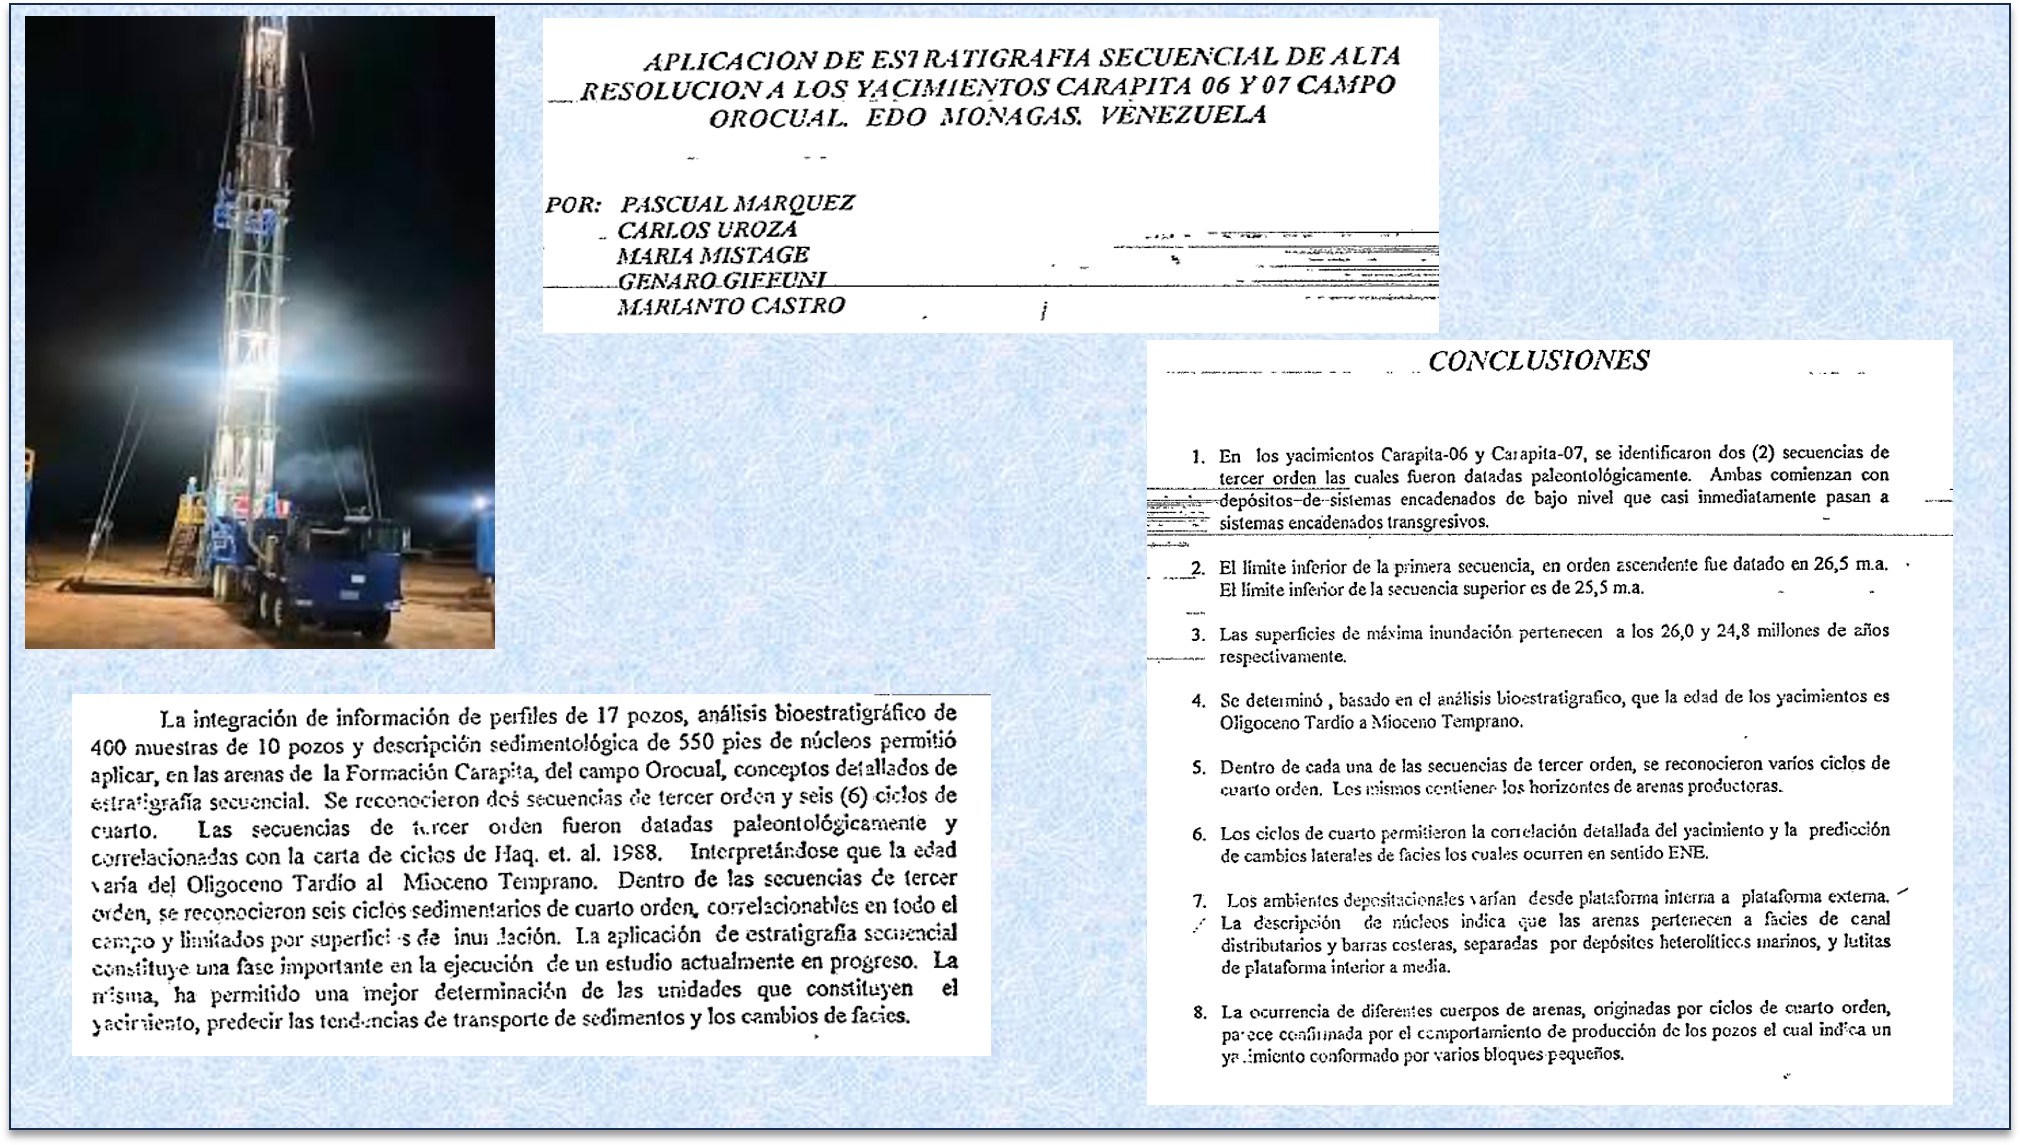 APLICACION DE ESTRATIGRAFIA SECUENCIAL DE ALTA
RESOLUCION A LOS YACIMIENTOS CARAPITA 06 Y 07 CAMPO
OROCUAL. EDO MONAGAS. VENEZUELA
POR: PASCUAL MARQUEZ
CARLOS UROZA
MARIA MISTAGE
GENARO GIFFUNI
MARIANTO CASTRO
La integración de información de perfiles de 17 pozos, análisis bioestratigráfico de
400 muestras de 10 pozos y descripción sedimentológica de 550 pies de núcleos permitió
aplicar, en las arenas de la Formación Carapita, del campo Orocual, conceptos detallados de
estratigrafía secuencial. Se reconocieron dos secuencias de tercer orden y seis (6) ciclos de
cuarto. Las secuencias de tercer orden fueron datadas paleontológicamente y
correlacionadas con la carta de ciclos de Haq. et. al. 1988. Interpretándose que la edad
varía del Oligoceno Tardío al Mioceno Temprano. Dentro de las secuencias de tercer
orden, se reconocieron seis ciclos sedimentarios de cuarto orden, correlacionables en todo el
campo y limitados por superficies de inundación. La aplicación de estratigrafía secuencial
constituye una fase importante en la ejecución de un estudio actualmente en progreso. La
misma, ha permitido una mejor determinación de las unidades que constituyen el
yacimiento, predecir las tendencias de transporte de sedimentos y los cambios de facies.
CONCLUSIONES
1. En los yacimientos Carapita-06 y Carapita-07, se identificaron dos (2) secuencias de
tercer orden las cuales fueron datadas paleontológicamente. Ambas comienzan con
depósitos de sistemas encadenados de bajo nivel que casi inmediatamente pasan a
sistemas encadenados transgresivos.
2. El límite inferior de la primera secuencia, en orden ascendente fue datado en 26,5 m.a.
El límite inferior de la secuencia superior es de 25,5 m.a.
3. Las superficies de máxima inundación pertenecen a los 26,0 y 24,8 millones de años
respectivamente.
4. Se determinó , basado en el análisis bioestratigrafico, que la edad de los yacimientos es
Oligoceno Tardío a Mioceno Temprano.
5. Dentro de cada una de las secuencias de tercer orden, se reconocieron varios ciclos de
cuarto orden. Los mismos contienen los horizontes de arenas productoras.
6. Los ciclos de cuarto permitieron la correlación detallada del yacimiento y la predicción
de cambios laterales de facies los cuales ocurren en sentido ENE.
7. Los ambientes depositacionales varían desde plataforma interna a plataforma externa.
La descripción de núcleos indica que las arenas pertenecen a facies de canal
distributarios y barras costeras, separadas por depósitos heterolíticos marinos, y lutitas
de plataforma interior a media.
8. La ocurrencia de diferentes cuerpos de arenas, originadas por ciclos de cuarto orden,
parece confirmada por el comportamiento de producción de los pozos el cual indica un
yacimiento conformado por varios bloques pequeños.